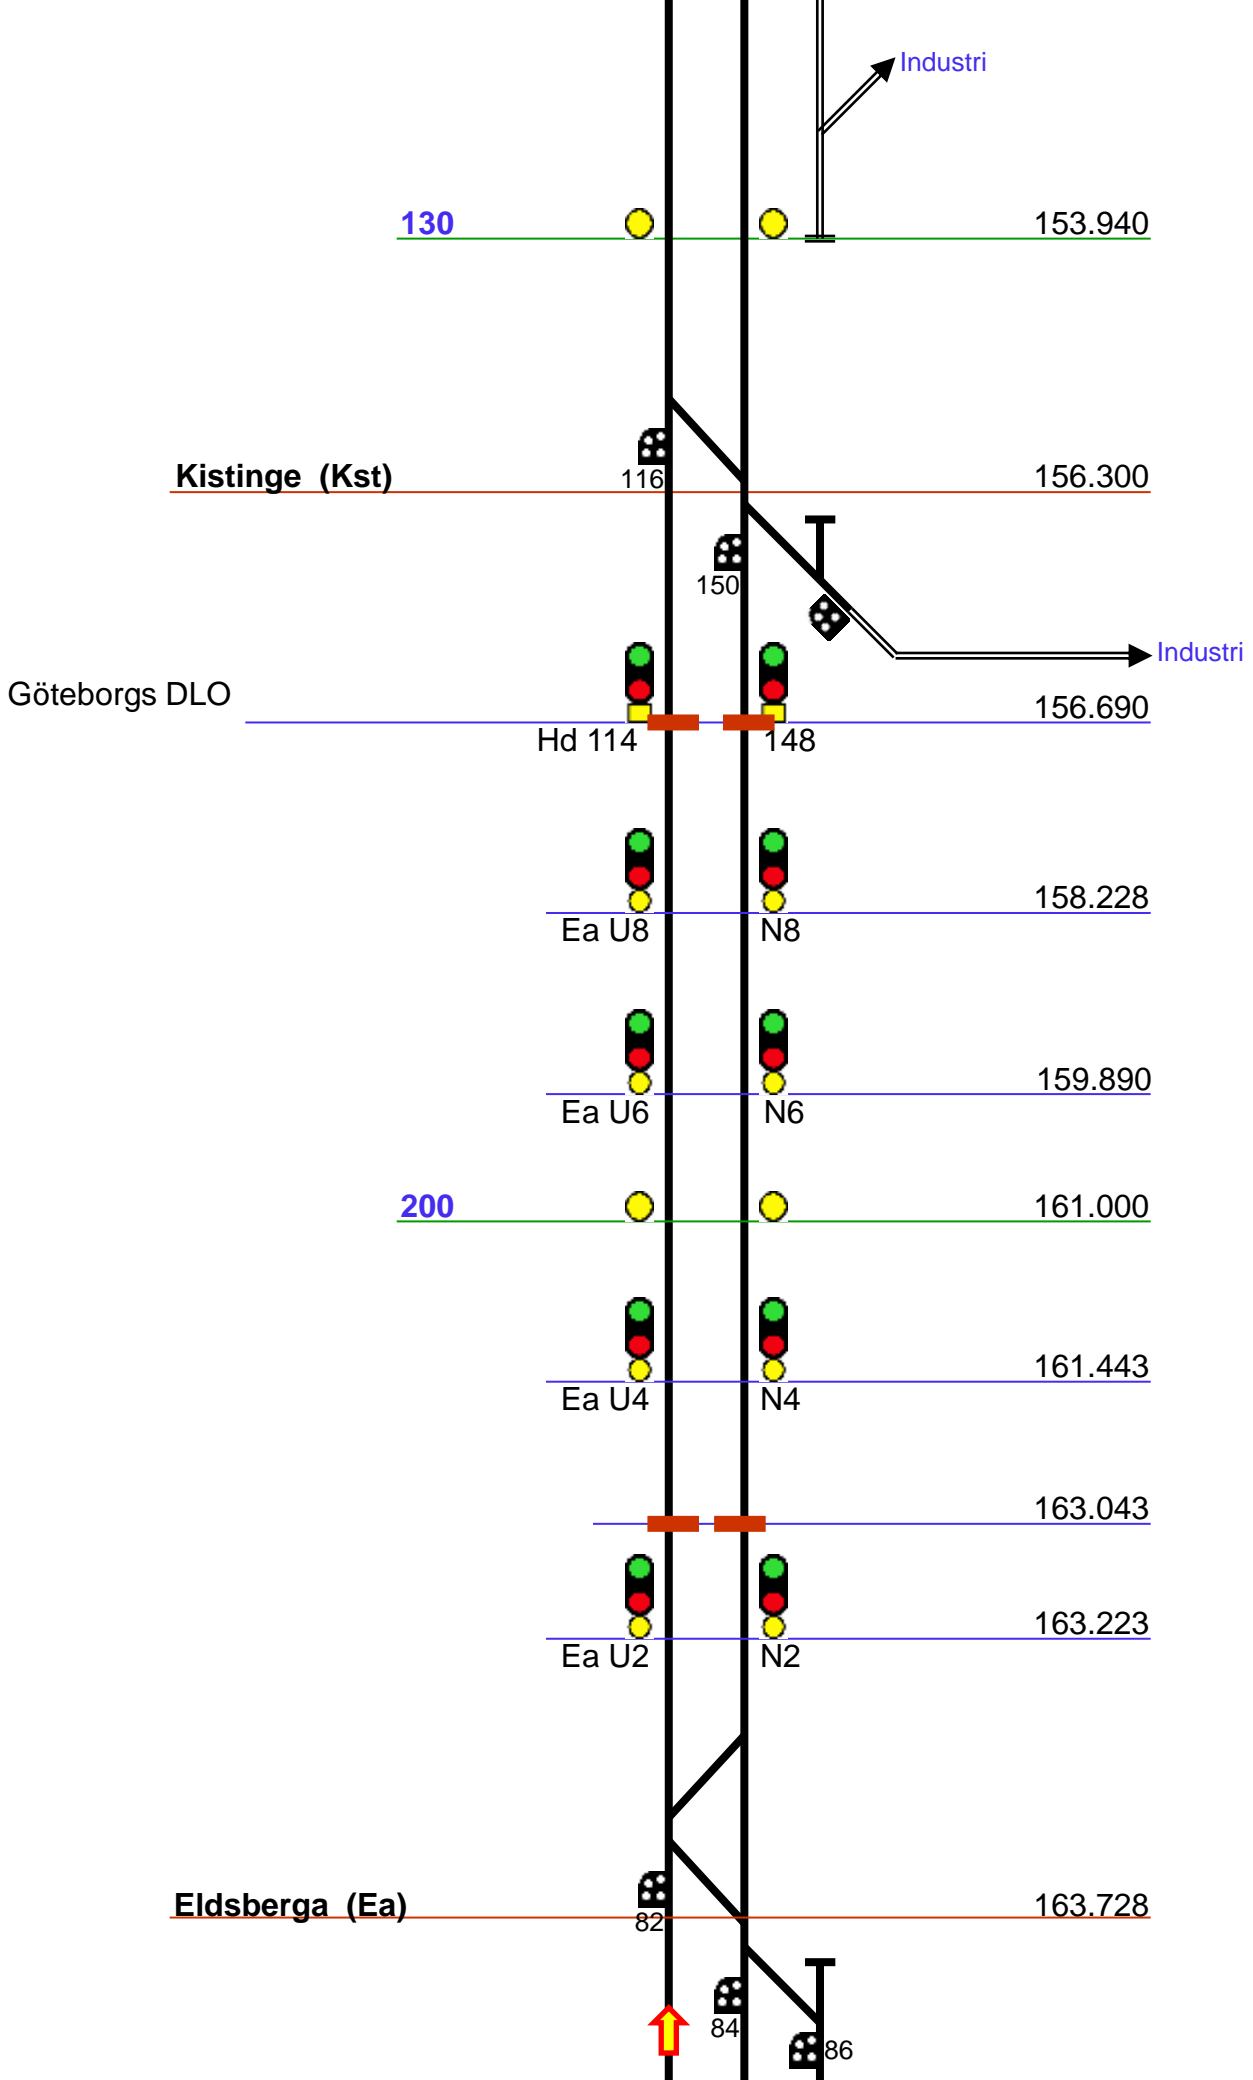 Industri
130 153.940
116
Kistinge (Kst) 156.300
150
Industri
Göteborgs DLO 156.690
Hd 114 148
158.228
Ea U8 N8
159.890
Ea U6 N6
200 161.000
161.443
Ea U4 N4
163.043
163.223
Ea U2 N2
Eldsberga (Ea) 163.728
82
84
86